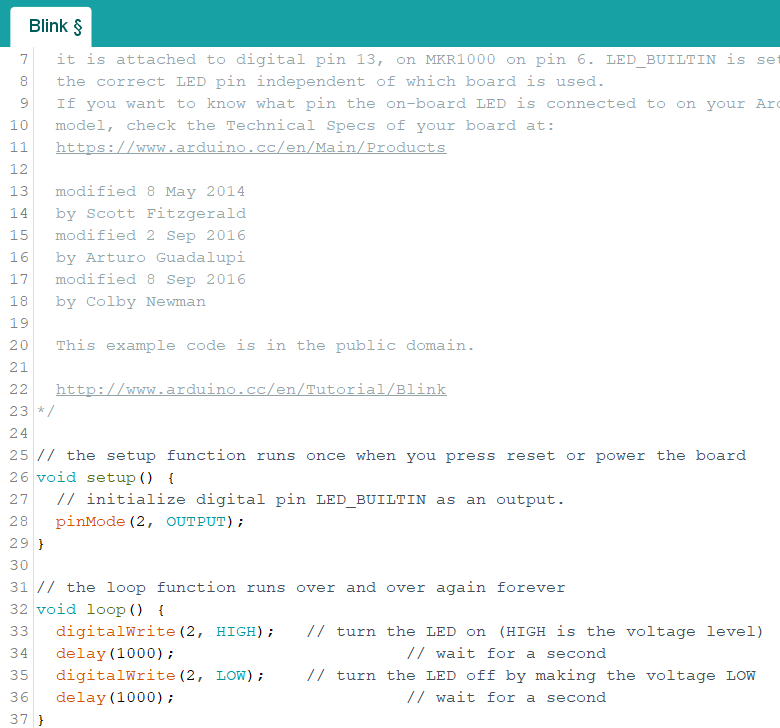 Blink §
7 it is attached to digital pin 13, on MKR1000 on pin 6. LED_BUILTIN is set
8 the correct LED pin independent of which board is used.
9 If you want to know what pin the on-board LED is connected to on your Ard
10 model, check the Technical Specs of your board at:
11 https://www.arduino.cc/en/Main/Products
12
13 modified 8 May 2014
14 by Scott Fitzgerald
15 modified 2 Sep 2016
16 by Arturo Guadalupi
17 modified 8 Sep 2016
18 by Colby Newman
19
20 This example code is in the public domain.
21
22 http://www.arduino.cc/en/Tutorial/Blink
23 */
24
25 // the setup function runs once when you press reset or power the board
26 void setup() {
27 // initialize digital pin LED_BUILTIN as an output.
28 pinMode(2, OUTPUT);
29 }
30
31 // the loop function runs over and over again forever
32 void loop() {
33 digitalWrite(2, HIGH); // turn the LED on (HIGH is the voltage level)
34 delay(1000); // wait for a second
35 digitalWrite(2, LOW); // turn the LED off by making the voltage LOW
36 delay(1000); // wait for a second
37 }